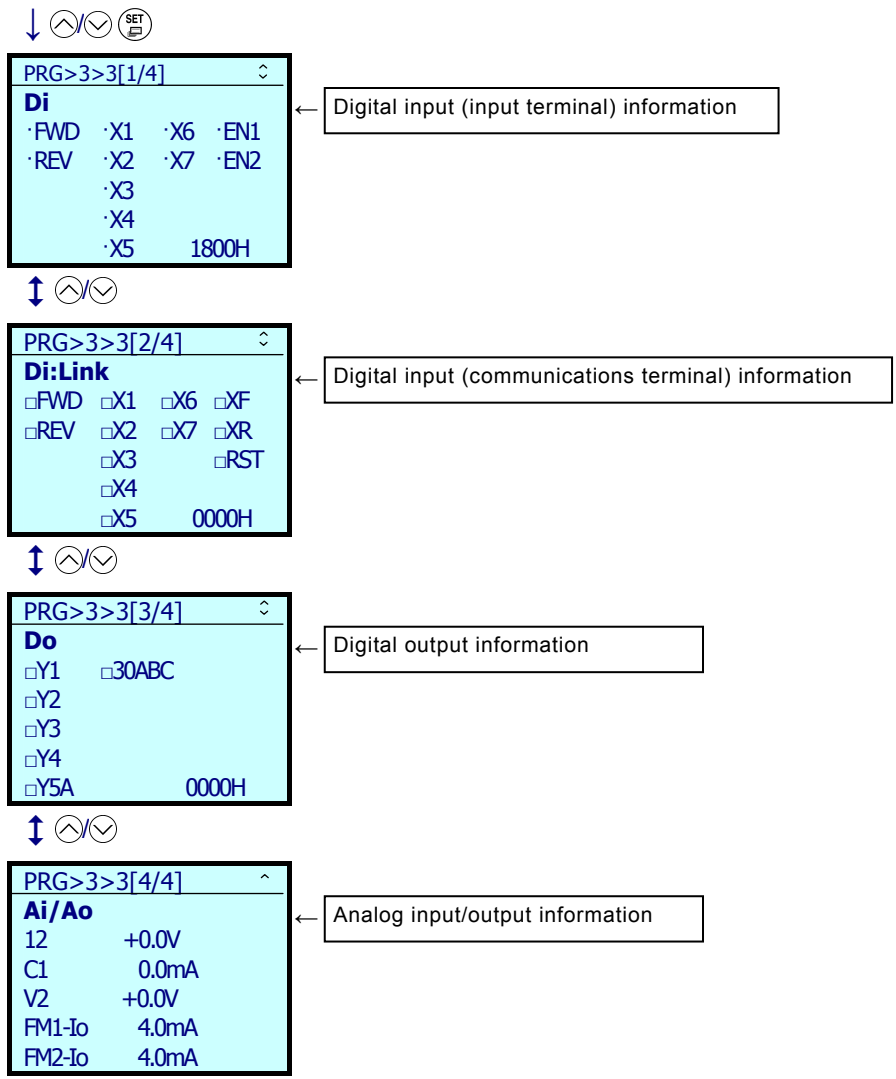 ↓ /SET
PRG>3>3[1/4]
Di
← Digital input (input terminal) information
·FWD ·X1 ·X6 ·EN1
·REV ·X2 ·X7 ·EN2
·X3
·X4
·X5 1800H
↕ /
PRG>3>3[2/4]
Di:Link
← Digital input (communications terminal) information
□FWD □X1 □X6 □XF
□REV □X2 □X7 □XR
□X3 □RST
□X4
□X5 0000H
↕ /
PRG>3>3[3/4]
Do
← Digital output information
□Y1 □30ABC
□Y2
□Y3
□Y4
□Y5A 0000H
↕ /
PRG>3>3[4/4]
Ai/Ao
← Analog input/output information
12 +0.0V
C1 0.0mA
V2 +0.0V
FM1-Io 4.0mA
FM2-Io 4.0mA